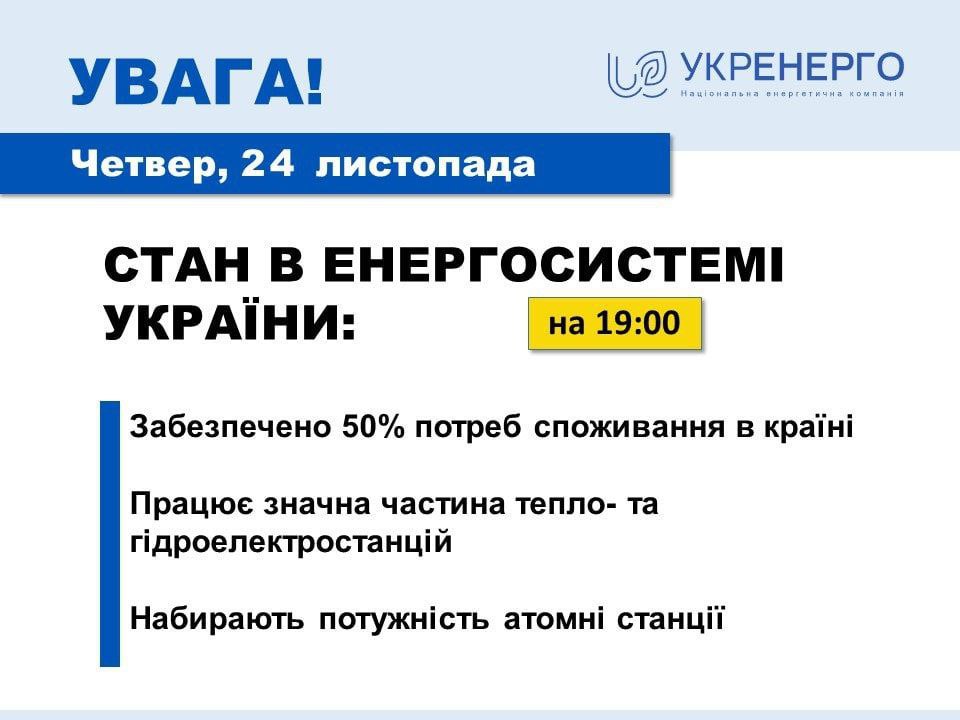 УВАГА!
УКРЕНЕРГО
Національна енергетична компанія
Четвер, 24 листопада
СТАН В ЕНЕРГОСИСТЕМІ
УКРАЇНИ:
на 19:00
Забезпечено 50% потреб споживання в країні
Працює значна частина тепло- та
гідроелектростанцій
Набирають потужність атомні станції